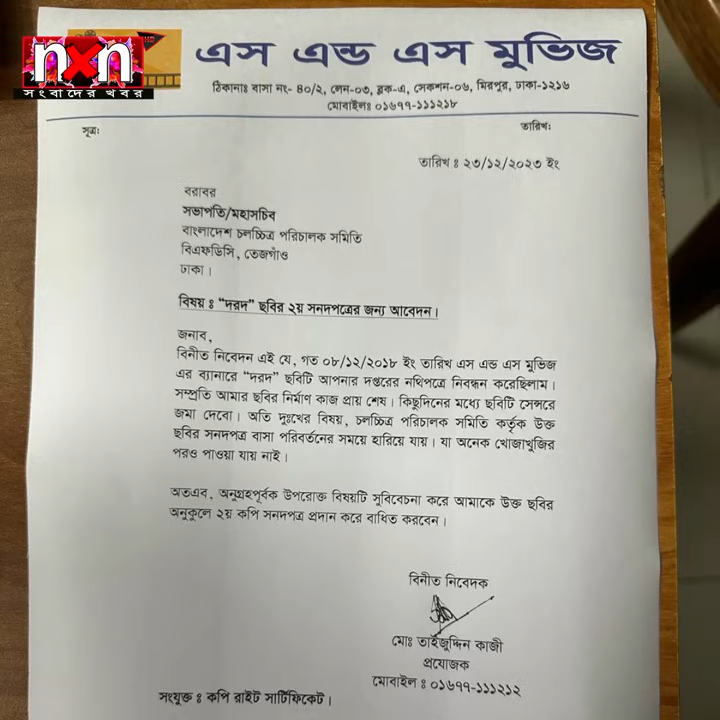 nxn
সংবাদের খবর
এস এন্ড এস মুভিজ
ঠিকানাঃ বাসা নং- ৪০/২, লেন-০৩, ব্লক-এ, সেকশন-০৬, মিরপুর, ঢাকা-১২১৬
মোবাইলঃ ০১৬৭৭-১১১২১৮
সূত্র:
তারিখ:
তারিখ ঃ ২৩/১২/২০২৩ ইং
বরাবর
সভাপতি/মহাসচিব
বাংলাদেশ চলচ্চিত্র পরিচালক সমিতি
বিএফডিসি, তেজগাঁও
ঢাকা।
বিষয় ঃ “দরদ” ছবির ২য় সনদপত্রের জন্য আবেদন।
জনাব,
বিনীত নিবেদন এই যে, গত ০৮/১২/২০১৮ ইং তারিখ এস এন্ড এস মুভিজ
এর ব্যানারে “দরদ” ছবিটি আপনার দপ্তরের নথিপত্রে নিবন্ধন করেছিলাম।
সম্প্রতি আমার ছবির নির্মাণ কাজ প্রায় শেষ। কিছুদিনের মধ্যে ছবিটি সেন্সরে
জমা দেবো। অতি দুঃখের বিষয়, চলচ্চিত্র পরিচালক সমিতি কর্তৃক উক্ত
ছবির সনদপত্র বাসা পরিবর্তনের সময়ে হারিয়ে যায়। যা অনেক খোজাখুজির
পরও পাওয়া যায় নাই।
অতএব, অনুগ্রহপূর্বক উপরোক্ত বিষয়টি সুবিবেচনা করে আমাকে উক্ত ছবির
অনুকুলে ২য় কপি সনদপত্র প্রদান করে বাধিত করবেন।
বিনীত নিবেদক
মোঃ তাইজুদ্দিন কাজী
প্রযোজক
মোবাইল ঃ ০১৬৭৭-১১১২১২
সংযুক্ত ঃ কপি রাইট সার্টিফিকেট।